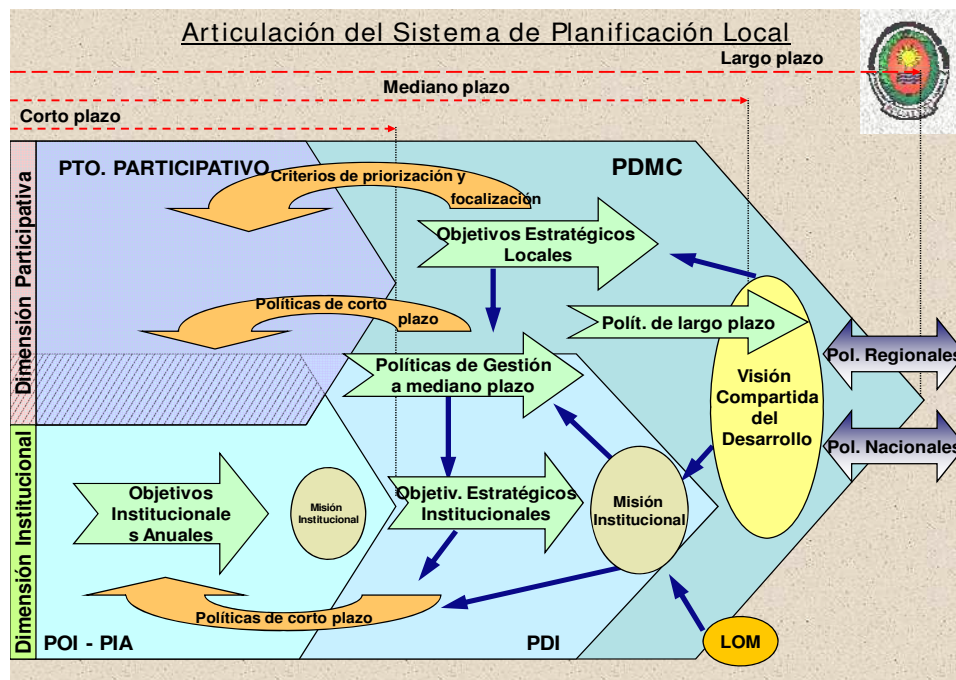 Articulación del Sistema de Planificación Local
Largo plazo
Mediano plazo
Corto plazo
Dimensión Participativa
PTO. PARTICIPATIVO
PDMC
Criterios de priorización y
focalización
Objetivos Estratégicos
Locales
Políticas de corto
plazo
Polít. de largo plazo
Políticas de Gestión
a mediano plazo
Visión
Compartida
del
Desarrollo
Pol. Regionales
Pol. Nacionales
Dimensión Institucional
Objetivos
Institucionale
s Anuales
Misión
Institucional
Objetiv. Estratégicos
Institucionales
Misión
Institucional
Políticas de corto plazo
POI - PIA
PDI
LOM